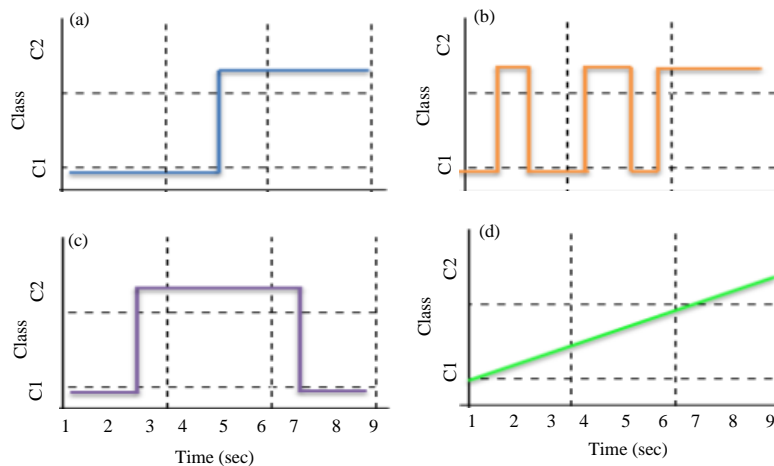 (a)
C2
Class
C1
(b)
C2
Class
C1
(c)
C2
Class
C1
1 2 3 4 5 6 7 8 9
Time (sec)
(d)
C2
Class
C1
1 2 3 4 5 6 7 8 9
Time (sec)